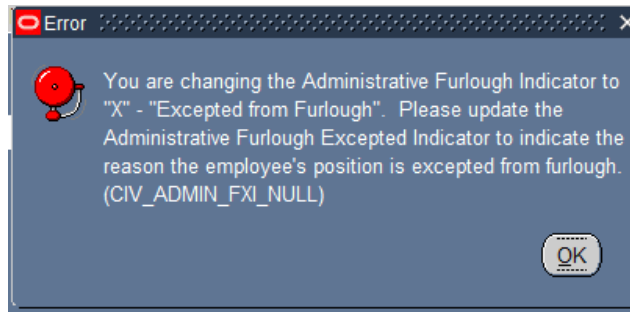 Error
You are changing the Administrative Furlough Indicator to
"X" - "Excepted from Furlough".  Please update the
Administrative Furlough Excepted Indicator to indicate the
reason the employee's position is excepted from furlough.
(CIV_ADMIN_FXI_NULL)
OK